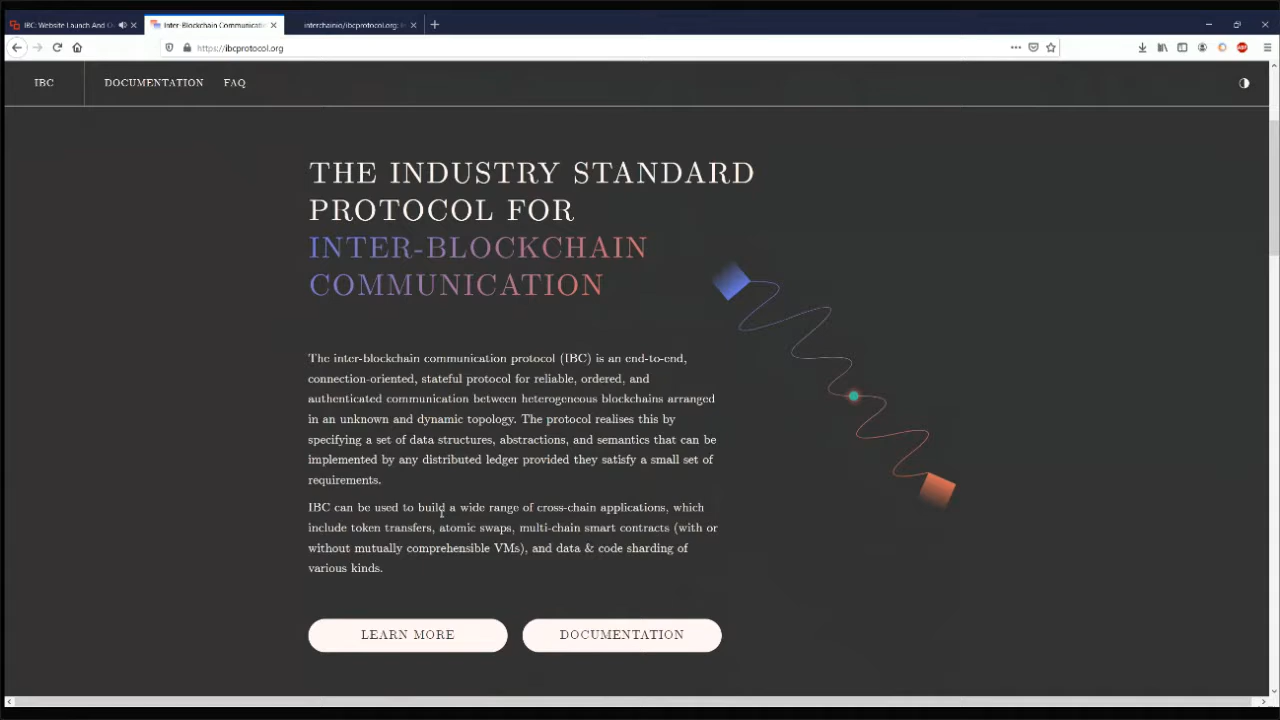 IBC: Website Launch And O
Inter-Blockchain Communicatio
interchainio/ibcprotocol.org: I
https://ibcprotocol.org
IBC
DOCUMENTATION
FAQ
THE INDUSTRY STANDARD
PROTOCOL FOR
INTER-BLOCKCHAIN
COMMUNICATION
The inter-blockchain communication protocol (IBC) is an end-to-end,
connection-oriented, stateful protocol for reliable, ordered, and
authenticated communication between heterogeneous blockchains arranged
in an unknown and dynamic topology. The protocol realises this by
specifying a set of data structures, abstractions, and semantics that can be
implemented by any distributed ledger provided they satisfy a small set of
requirements.
IBC can be used to build a wide range of cross-chain applications, which
include token transfers, atomic swaps, multi-chain smart contracts (with or
without mutually comprehensible VMs), and data & code sharding of
various kinds.
LEARN MORE
DOCUMENTATION